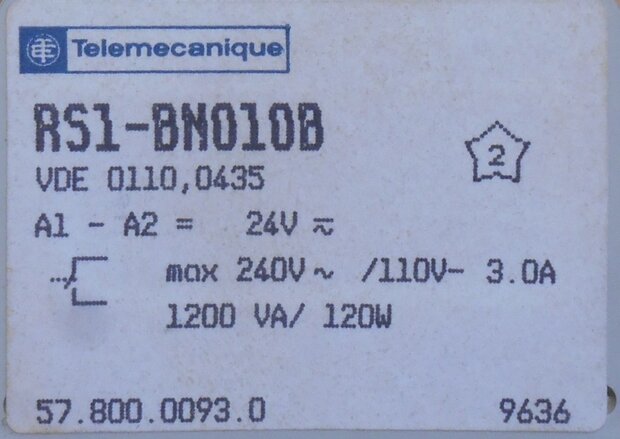 Telemecanique
RS1-BN010B
2
VDE 0110,0435
A1 - A2 = 24V ⎓
max 240V~ /110V- 3.0A
1200 VA/ 120W
57.800.0093.0 9636